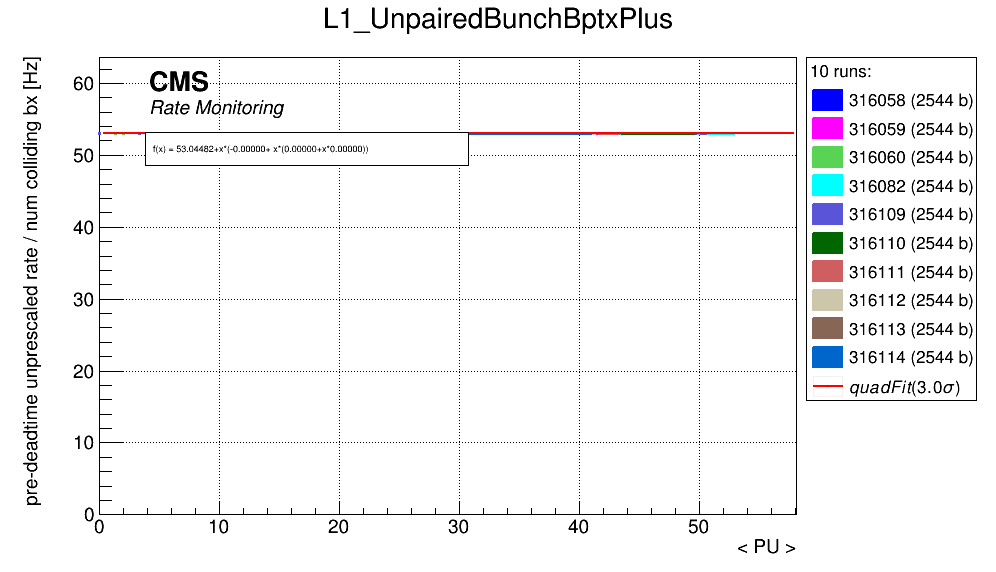 L1_UnpairedBunchBptxPlus
pre-deadtime unprescaled rate / num colliding bx [Hz]
CMS
Rate Monitoring
f(x) = 53.04482+x*(-0.00000+ x*(0.00000+x*0.00000))
60
50
40
30
20
10
0
0 10 20 30 40 50
< PU >
10 runs:
316058 (2544 b)
316059 (2544 b)
316060 (2544 b)
316082 (2544 b)
316109 (2544 b)
316110 (2544 b)
316111 (2544 b)
316112 (2544 b)
316113 (2544 b)
316114 (2544 b)
quadFit(3.0σ)